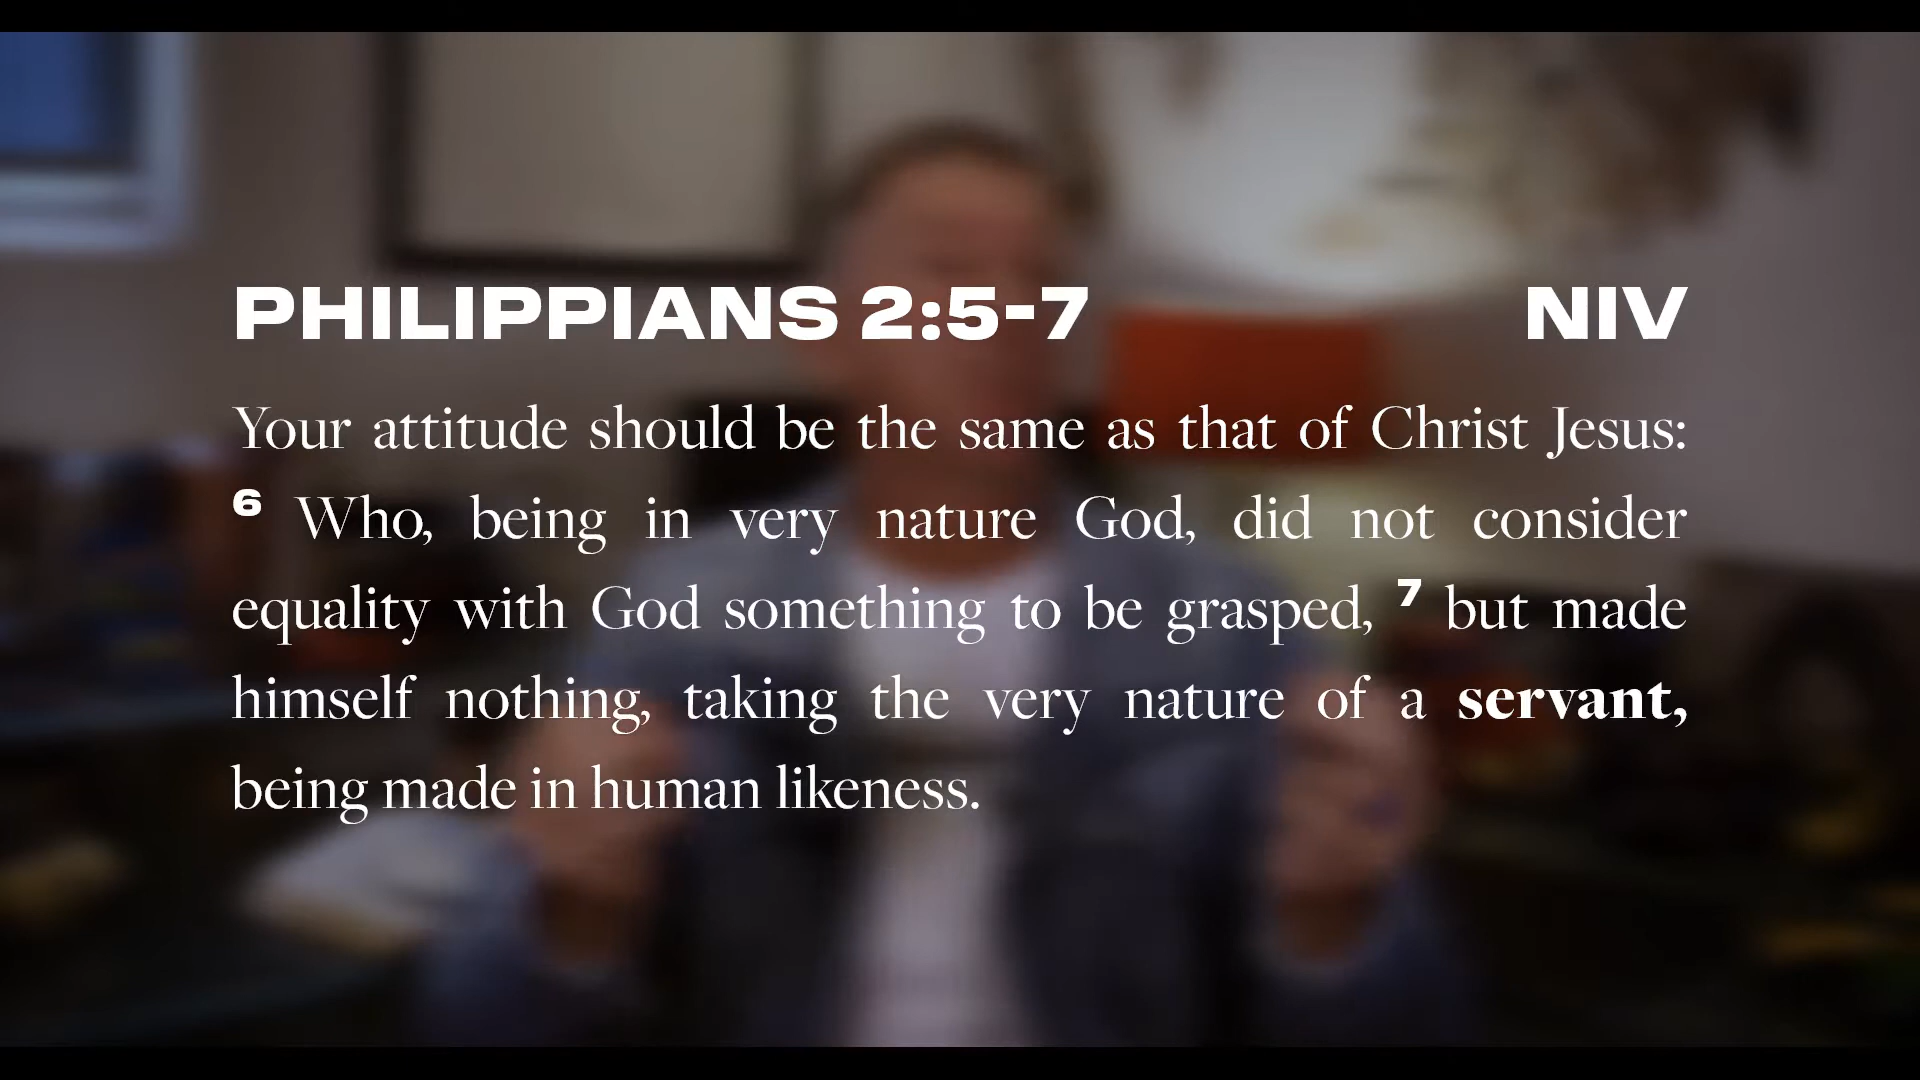 PHILIPPIANS 2:5-7 NIV
Your attitude should be the same as that of Christ Jesus:
6 Who, being in very nature God, did not consider
equality with God something to be grasped, 7 but made
himself nothing, taking the very nature of a servant,
being made in human likeness.